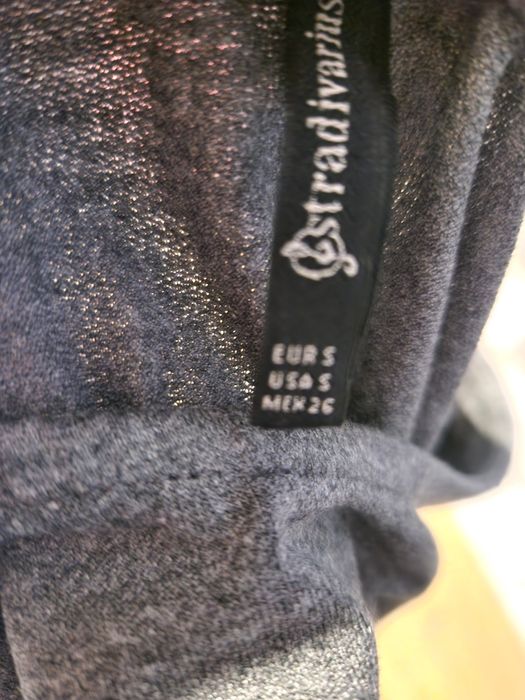 stradivarius
EUR S
USA S
MEX 26